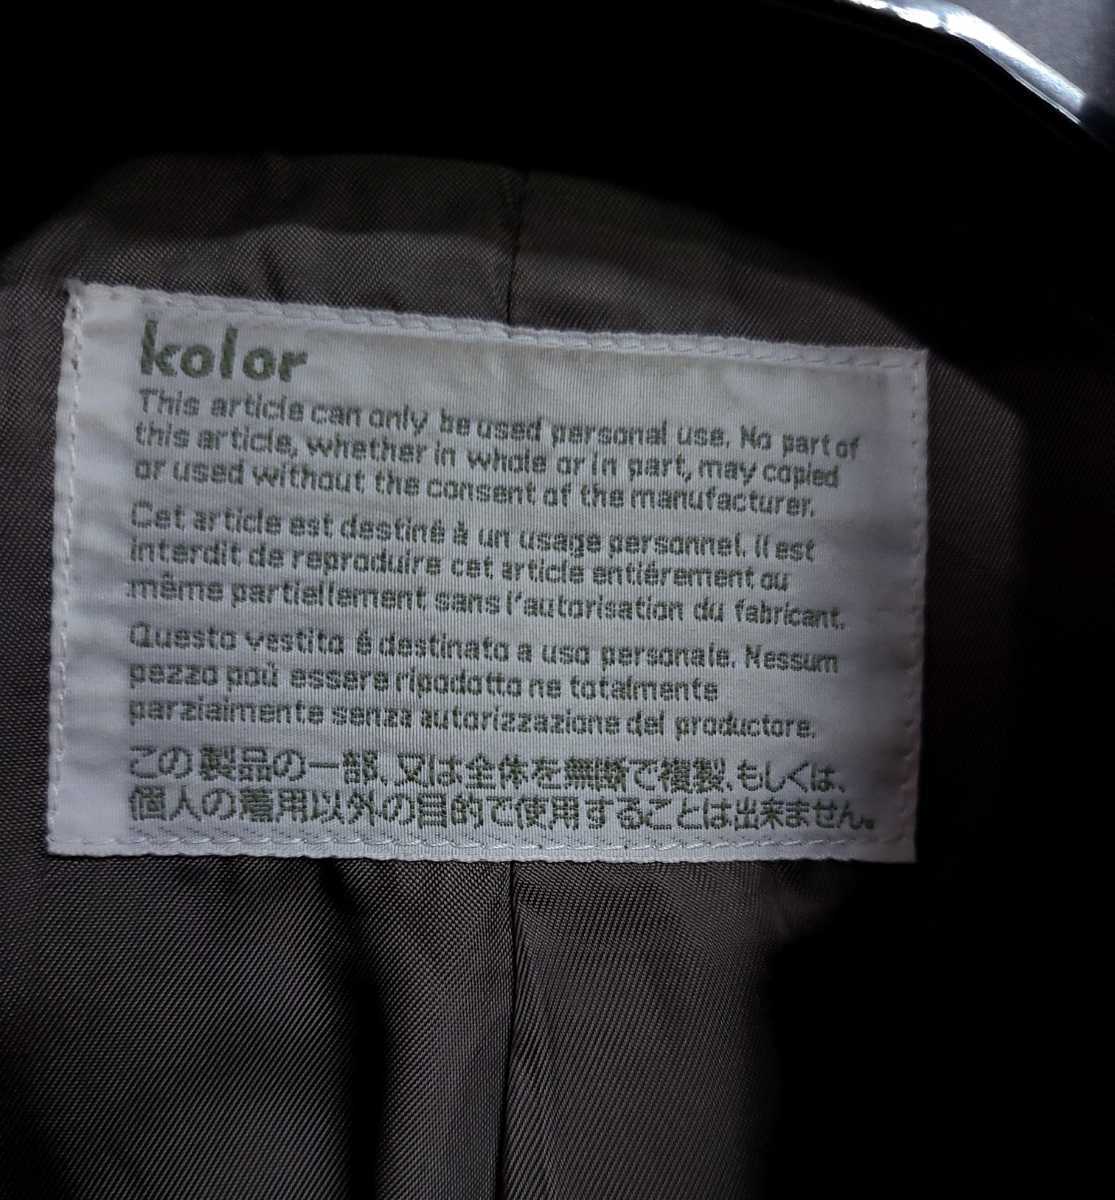 kolor
This article can only be used personal use. No part of
this article, whether in whole or in part, may copied
or used without the consent of the manufacturer.
Cet article est destiné à un usage personnel. Il est
interdit de reproduire cet article entiérement ou
même partiellement sans l'autorisation du fabricant.
Questo vestito é destinato a uso personale. Nessum
pezzo poù essere ripodotto ne totalmente
parzialmente senza autorizzazione del productore.
この製品の一部、又は全体を無断で複製、もしくは、
個人の着用以外の目的で使用することは出来ません。